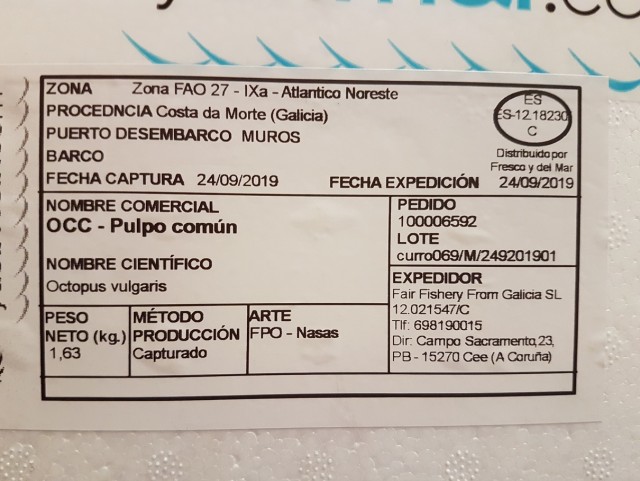 .co
ZONA Zona FAO 27 - IXa - Atlantico Noreste
PROCEDNCIA Costa da Morte (Galicia)
PUERTO DESEMBARCO MUROS
BARCO
FECHA CAPTURA 24/09/2019 FECHA EXPEDICIÓN 24/09/2019
ES
ES-12.18230
C
Distribuido por
Fresco y del Mar
NOMBRE COMERCIAL
OCC - Pulpo común
NOMBRE CIENTÍFICO
Octopus vulgaris
PEDIDO
100006592
LOTE
curro069/M/249201901
PESO
NETO (kg.)
1,63
MÉTODO
PRODUCCIÓN
Capturado
ARTE
FPO - Nasas
EXPEDIDOR
Fair Fishery From Galicia SL
12.021547/C
Tlf: 698190015
Dir: Campo Sacramento,23,
PB - 15270 Cee (A Coruña)